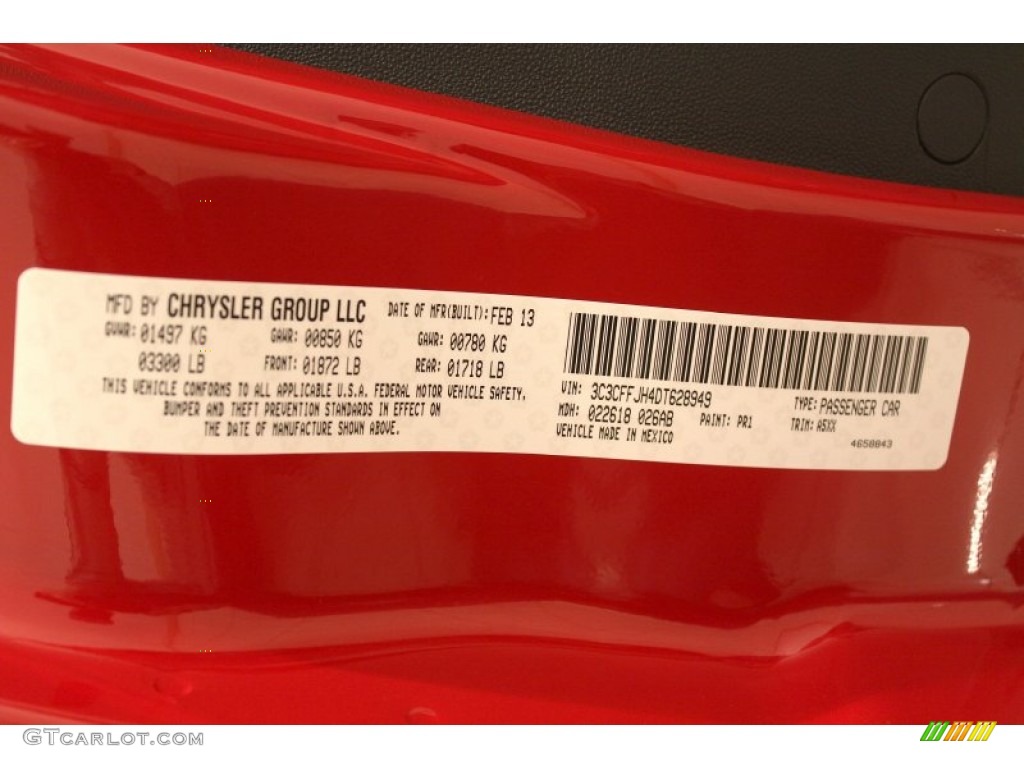 MFD BY CHRYSLER GROUP LLC DATE OF MFR(BUILT): FEB 13
GVWR: 01497 KG GAWR: 00850 KG GAWR: 00780 KG
03300 LB FRONT: 01872 LB REAR: 01718 LB
THIS VEHICLE CONFORMS TO ALL APPLICABLE U.S.A. FEDERAL MOTOR VEHICLE SAFETY,
BUMPER AND THEFT PREVENTION STANDARDS IN EFFECT ON
THE DATE OF MANUFACTURE SHOWN ABOVE.
VIN: 3C3CFFJH4DT628949 TYPE: PASSENGER CAR
MDH: 022618 026AB PAINT: PR1 TRIM: A5XX
VEHICLE MADE IN MEXICO 4658843
GTCARLOT.COM